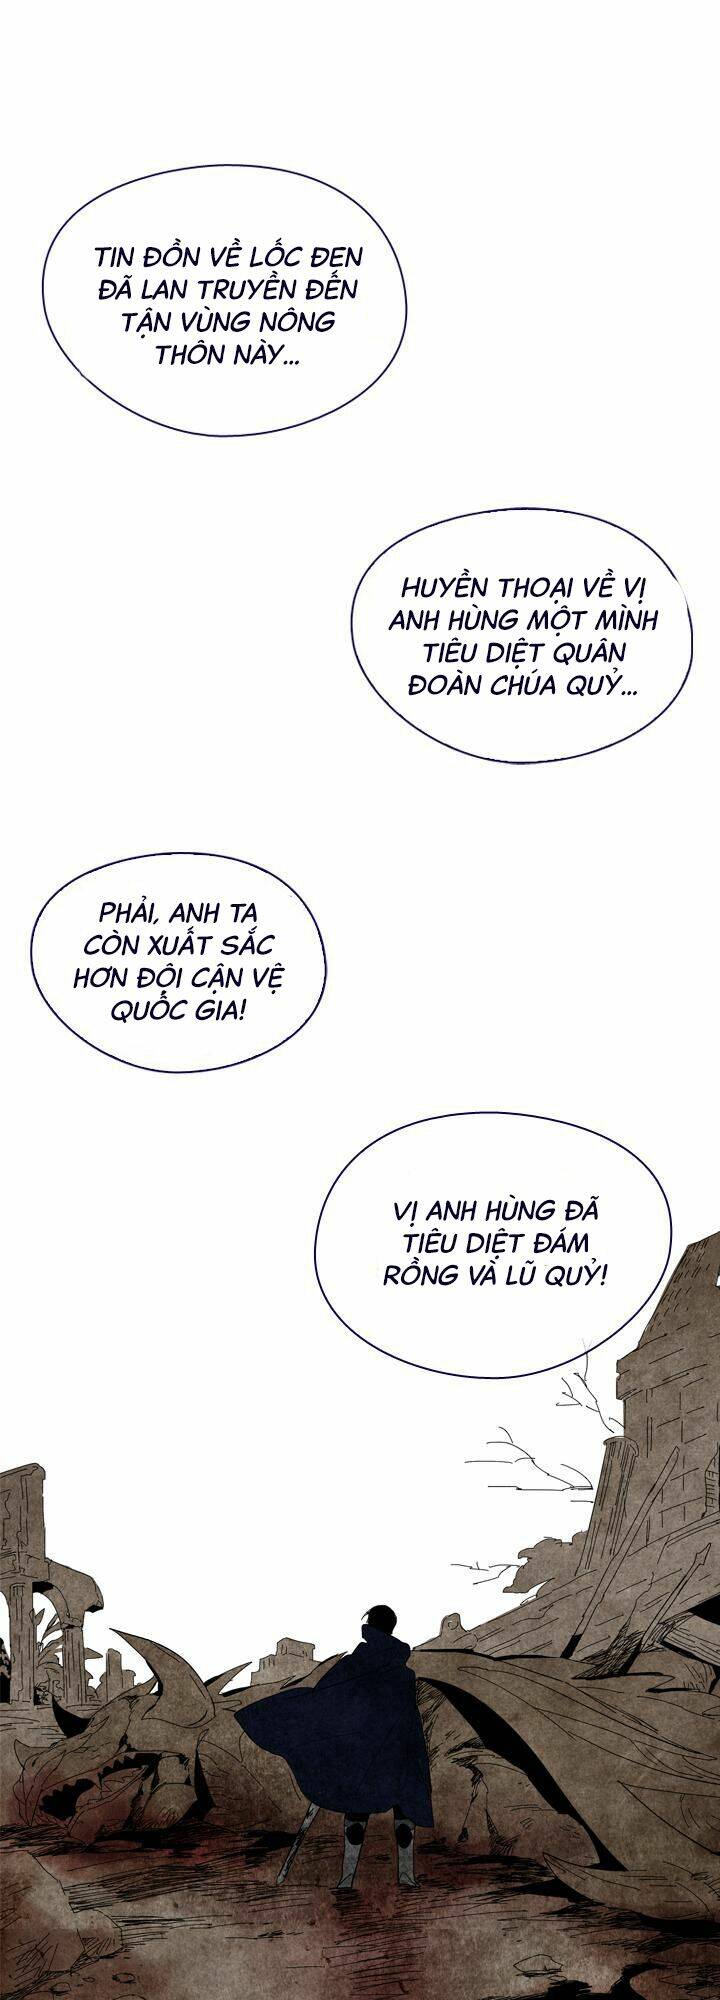 TIN ĐỒN VỀ LỐC ĐEN
ĐÃ LAN TRUYỀN ĐẾN
TẬN VÙNG NÔNG
THÔN NÀY...
HUYỀN THOẠI VỀ VỊ
ANH HÙNG MỘT MÌNH
TIÊU DIỆT QUÂN
ĐOÀN CHÚA QUỶ...
PHẢI, ANH TA
CÒN XUẤT SẮC
HƠN ĐỘI CẬN VỆ
QUỐC GIA!
VỊ ANH HÙNG ĐÃ
TIÊU DIỆT ĐÁM
RỒNG VÀ LŨ QUỶ!